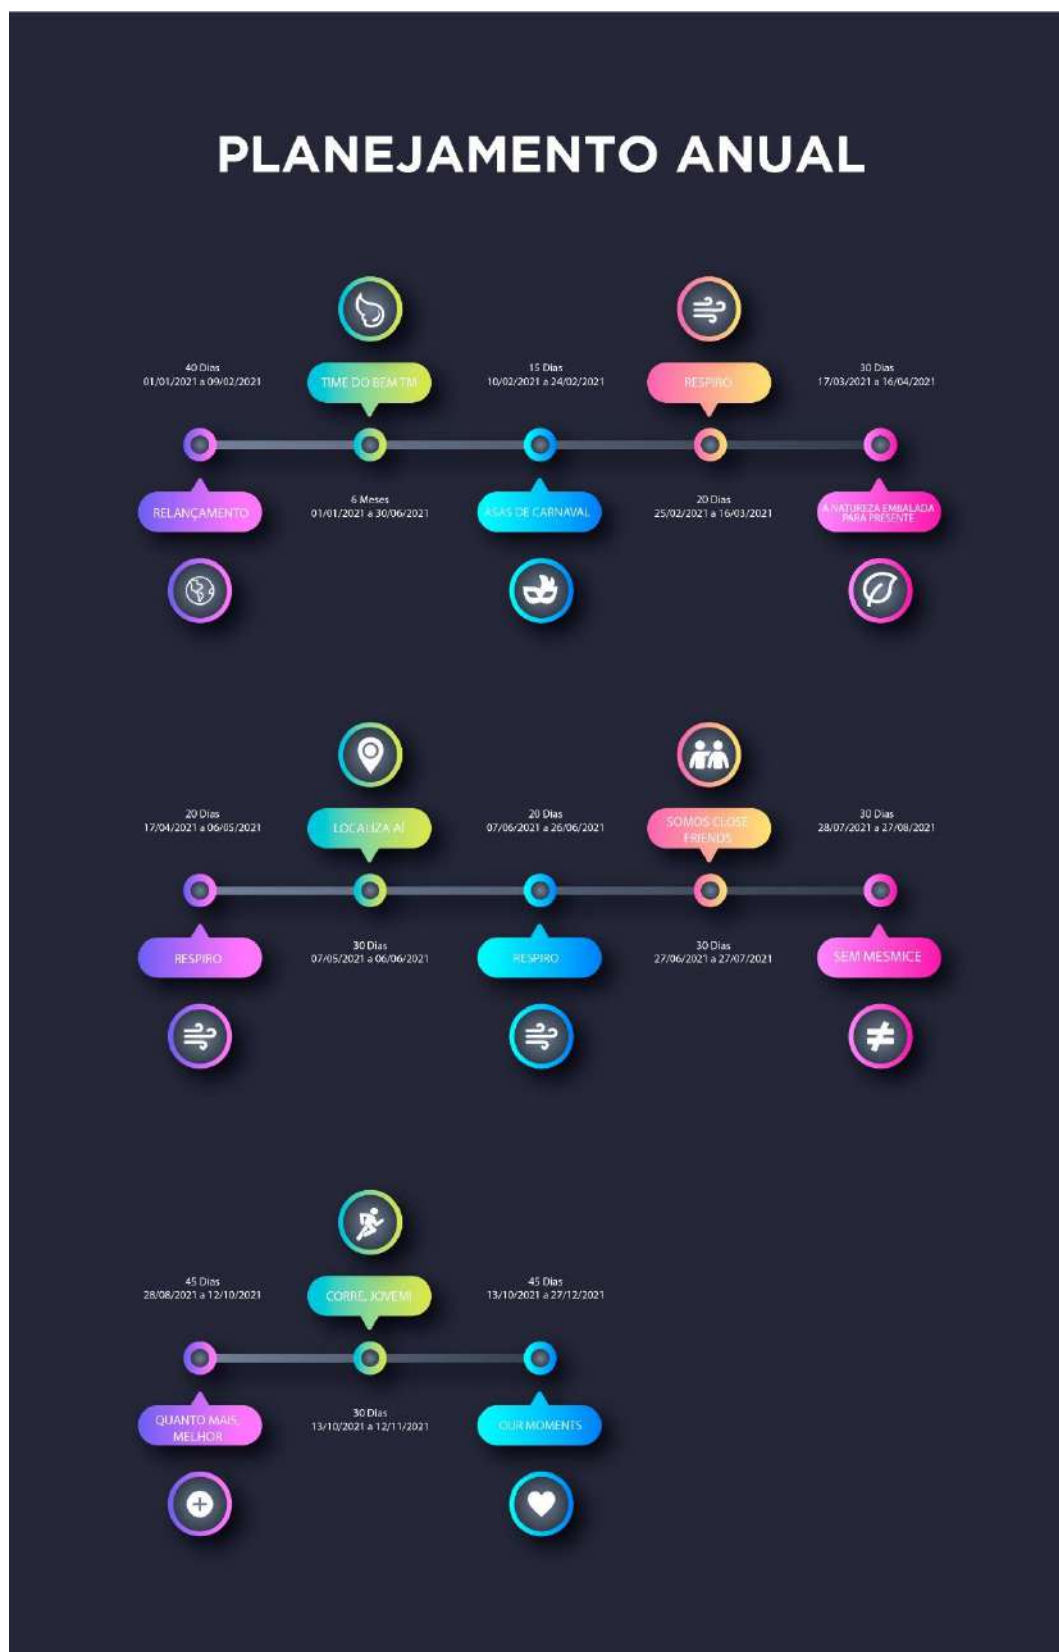 PLANEJAMENTO ANUAL
40 Dias
01/01/2021 a 09/02/2021
RELANÇAMENTO
TIME DO BEM TM
6 Meses
01/01/2021 a 30/06/2021
15 Dias
10/02/2021 a 24/02/2021
ASAS DE CARNAVAL
RESPIRO
20 Dias
25/02/2021 a 16/03/2021
30 Dias
17/03/2021 a 16/04/2021
A NATUREZA EMBALADA
PARA PRESENTE
20 Dias
17/04/2021 a 06/05/2021
RESPIRO
LOCALIZA AÍ
30 Dias
07/05/2021 a 06/06/2021
20 Dias
07/06/2021 a 26/06/2021
RESPIRO
SOMOS CLOSE
FRIENDS
30 Dias
27/06/2021 a 27/07/2021
30 Dias
28/07/2021 a 27/08/2021
SEM MESMICE
45 Dias
28/08/2021 a 12/10/2021
QUANTO MAIS,
MELHOR
CORRE, JOVEM!
30 Dias
13/10/2021 a 12/11/2021
45 Dias
13/10/2021 a 27/12/2021
OUR MOMENTS